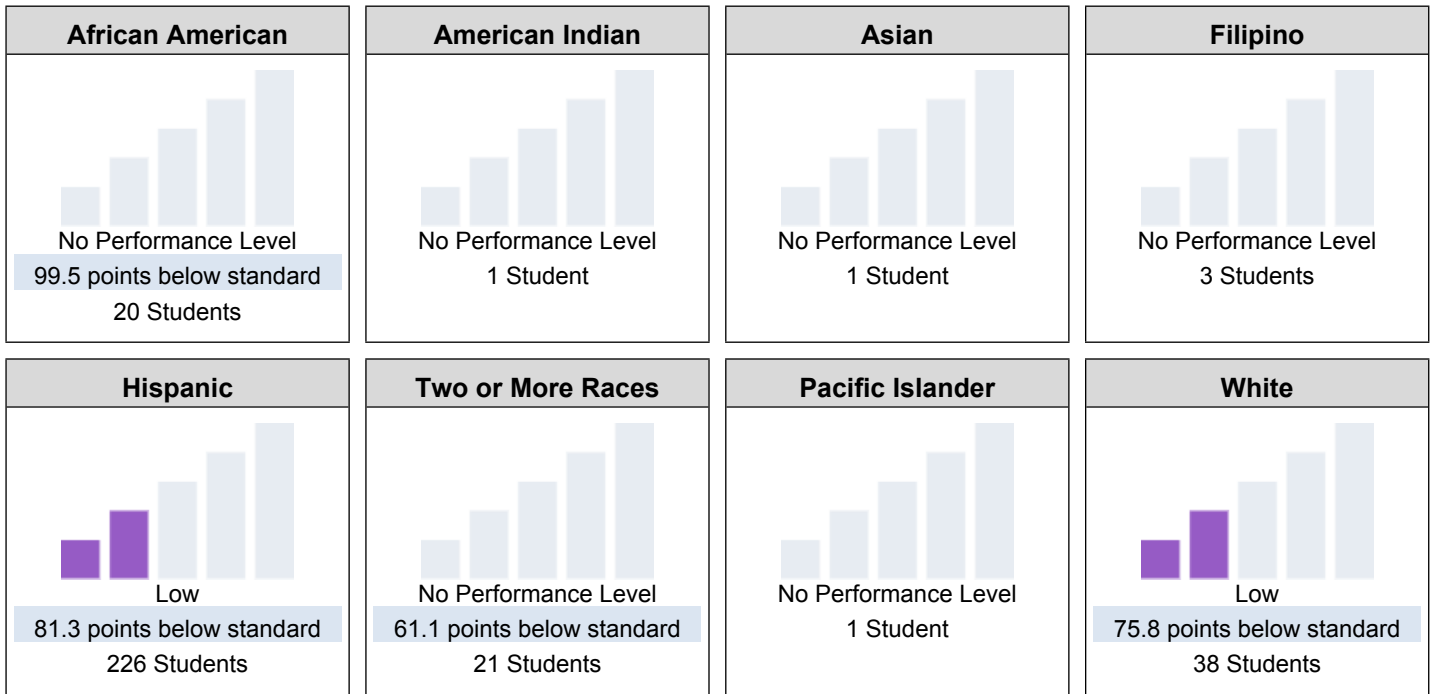 African American
No Performance Level
99.5 points below standard
20 Students
American Indian
No Performance Level
1 Student
Asian
No Performance Level
1 Student
Filipino
No Performance Level
3 Students
Hispanic
Low
81.3 points below standard
226 Students
Two or More Races
No Performance Level
61.1 points below standard
21 Students
Pacific Islander
No Performance Level
1 Student
White
Low
75.8 points below standard
38 Students